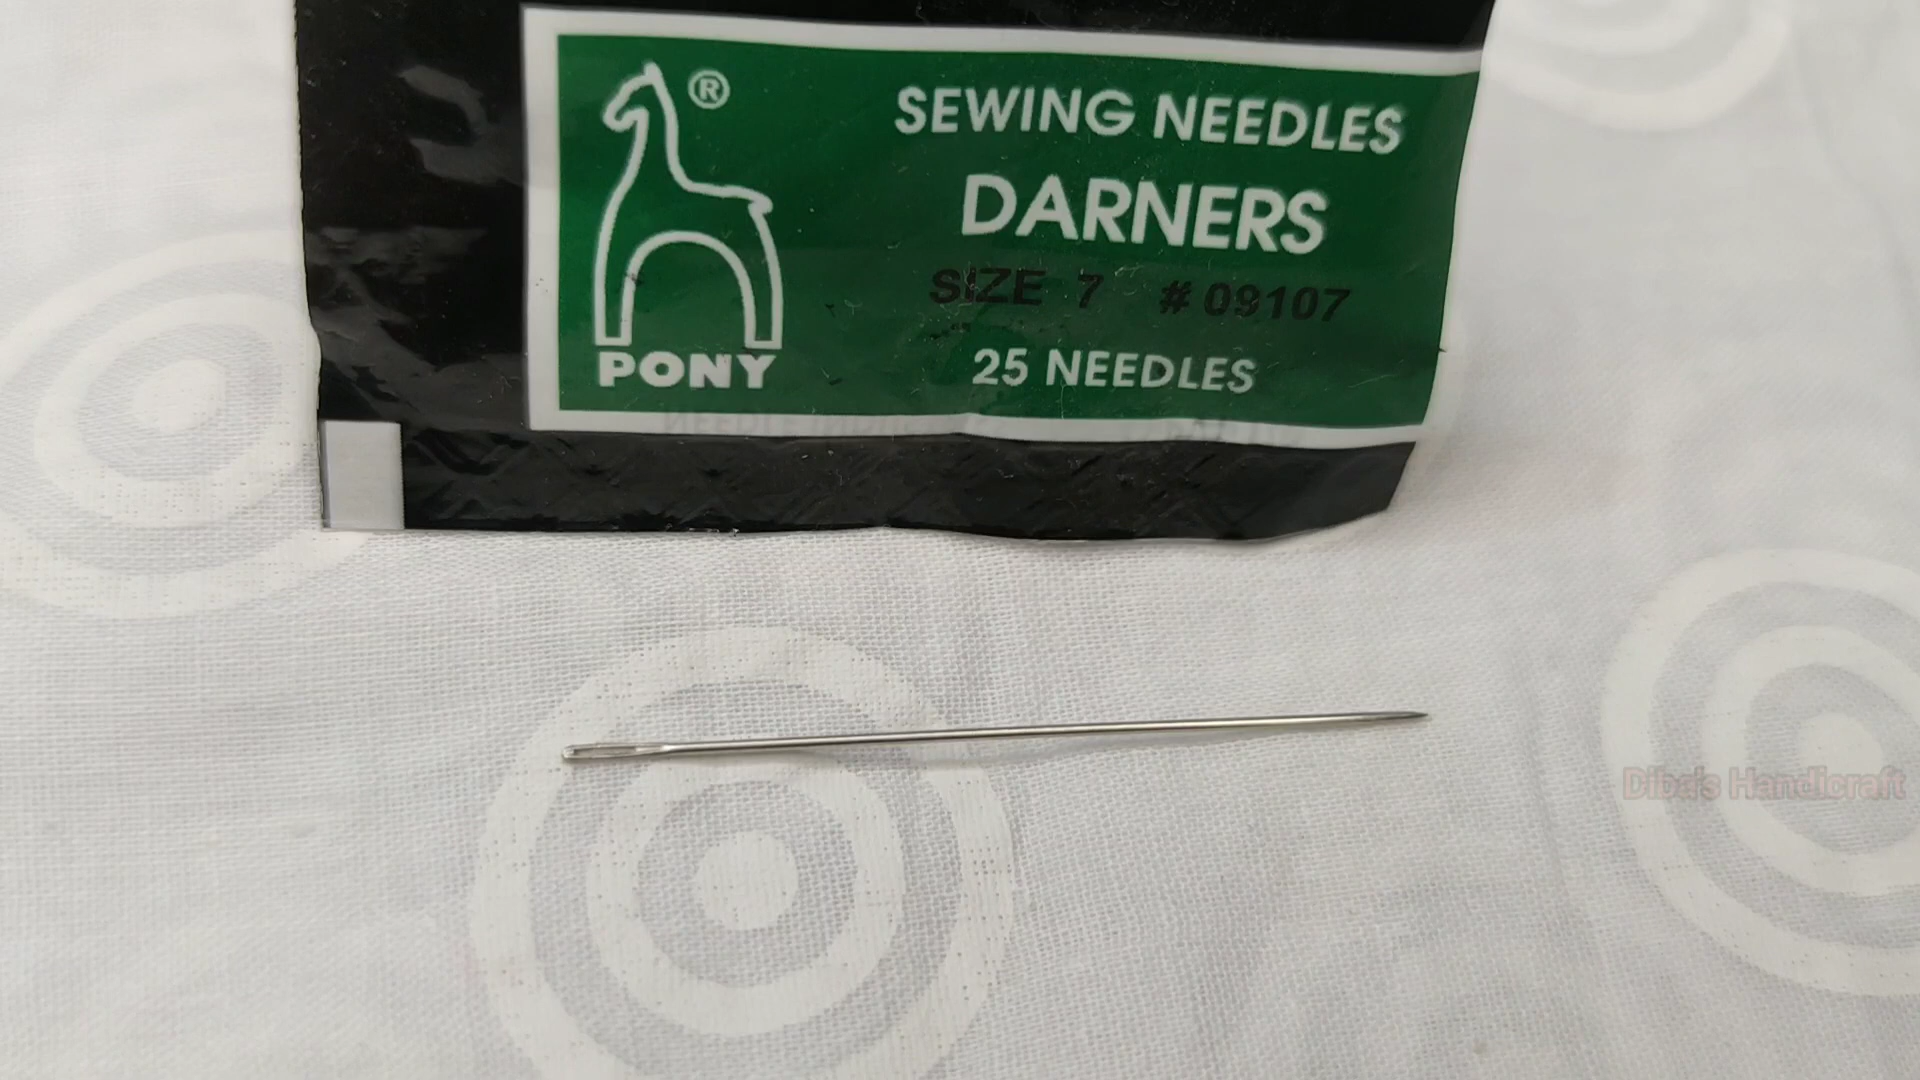 ®
SEWING NEEDLES
DARNERS
SIZE 7 # 09107
25 NEEDLES
PONY
Diba's Handicraft